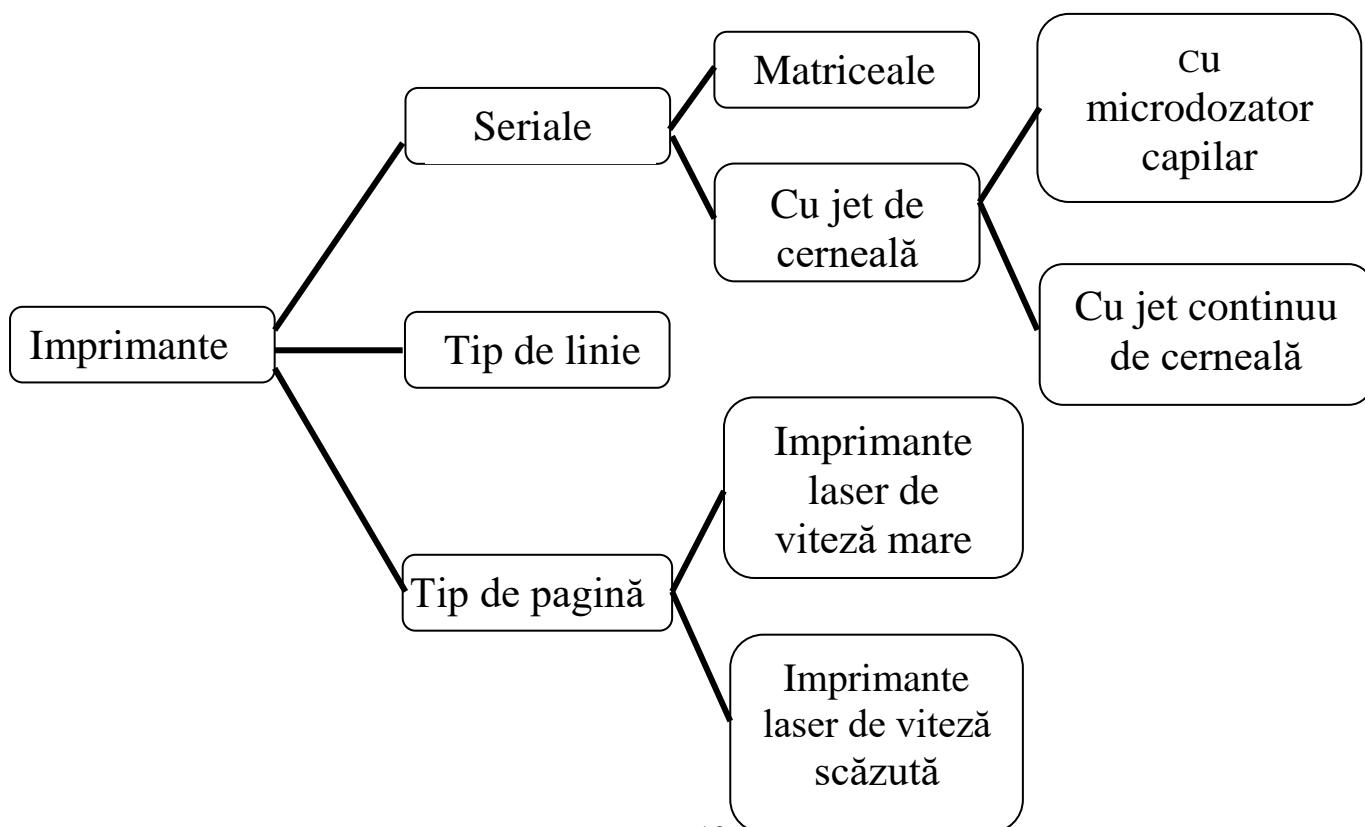 Imprimante
Seriale
Matriceale
Cu jet de
cerneală
Cu
microdozator
capilar
Cu jet continuu
de cerneală
Tip de linie
Tip de pagină
Imprimante
laser de
viteză mare
Imprimante
laser de viteză
scăzută